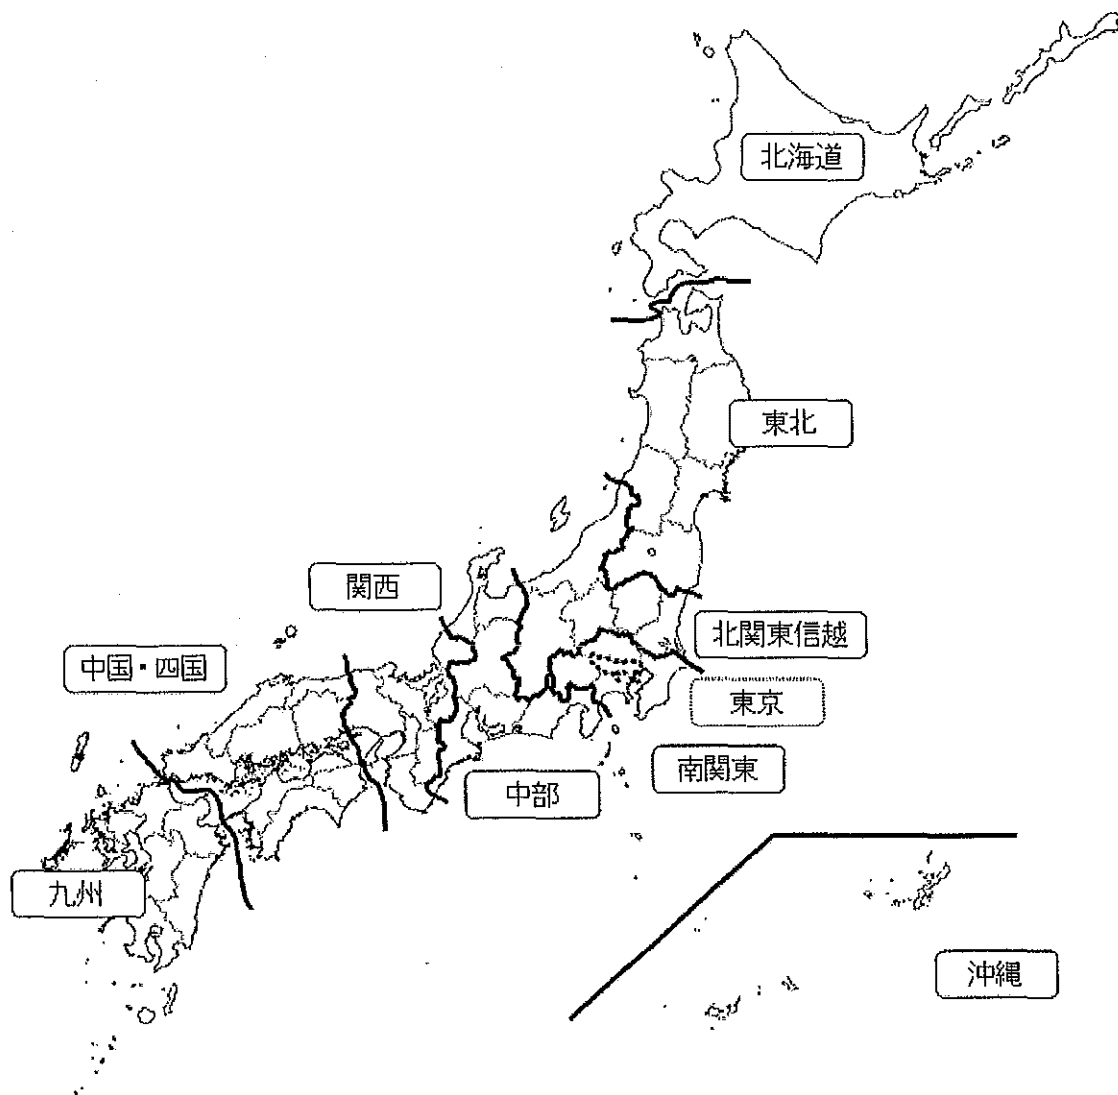 北海道
東北
関西
北関東信越
中国・四国
東京
南関東
中部
九州
沖縄